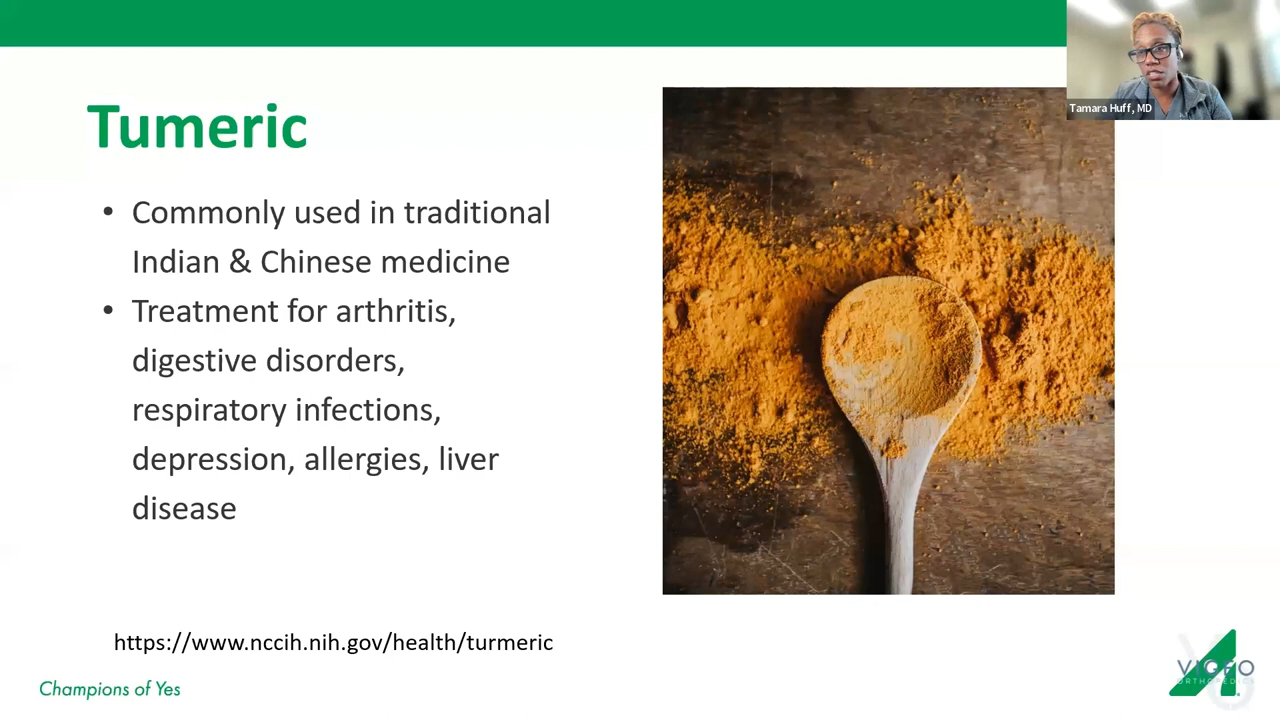 Tamara Huff, MD
Tumeric
• Commonly used in traditional
Indian & Chinese medicine
• Treatment for arthritis,
digestive disorders,
respiratory infections,
depression, allergies, liver
disease
https://www.nccih.nih.gov/health/turmeric
Champions of Yes
ORTHOPEDICS